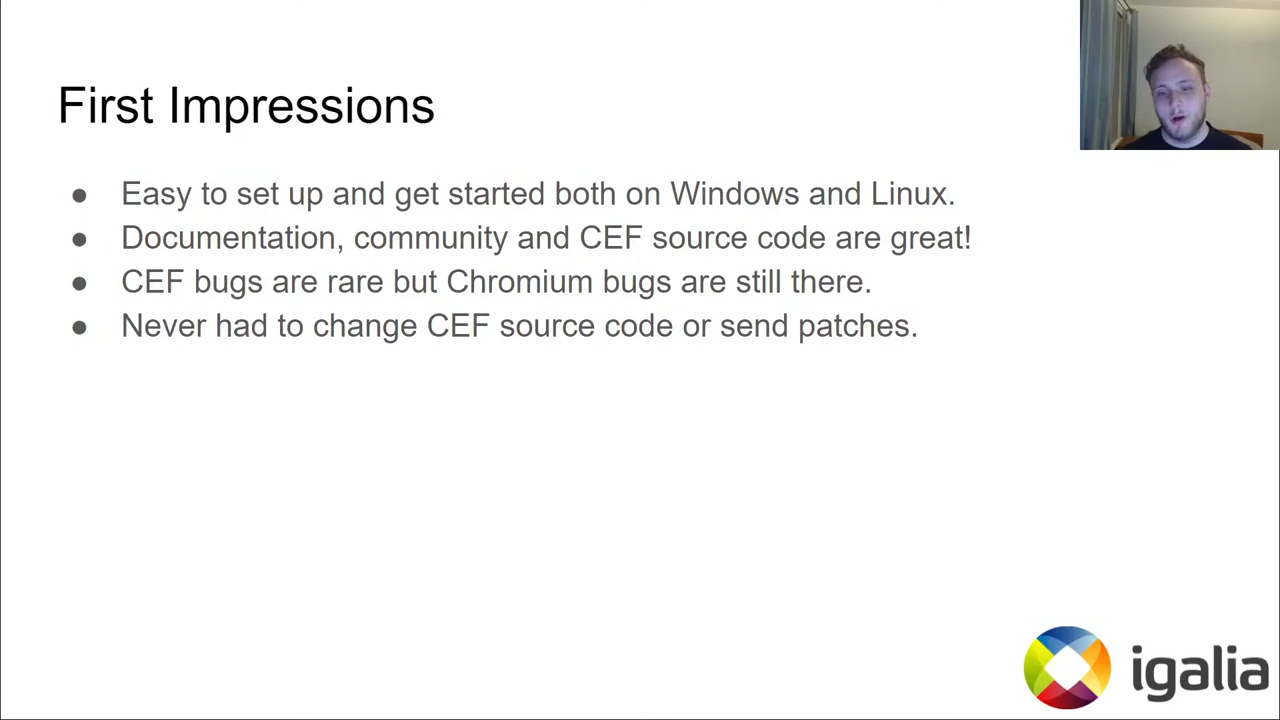 First Impressions
● Easy to set up and get started both on Windows and Linux.
● Documentation, community and CEF source code are great!
● CEF bugs are rare but Chromium bugs are still there.
● Never had to change CEF source code or send patches.
igalia